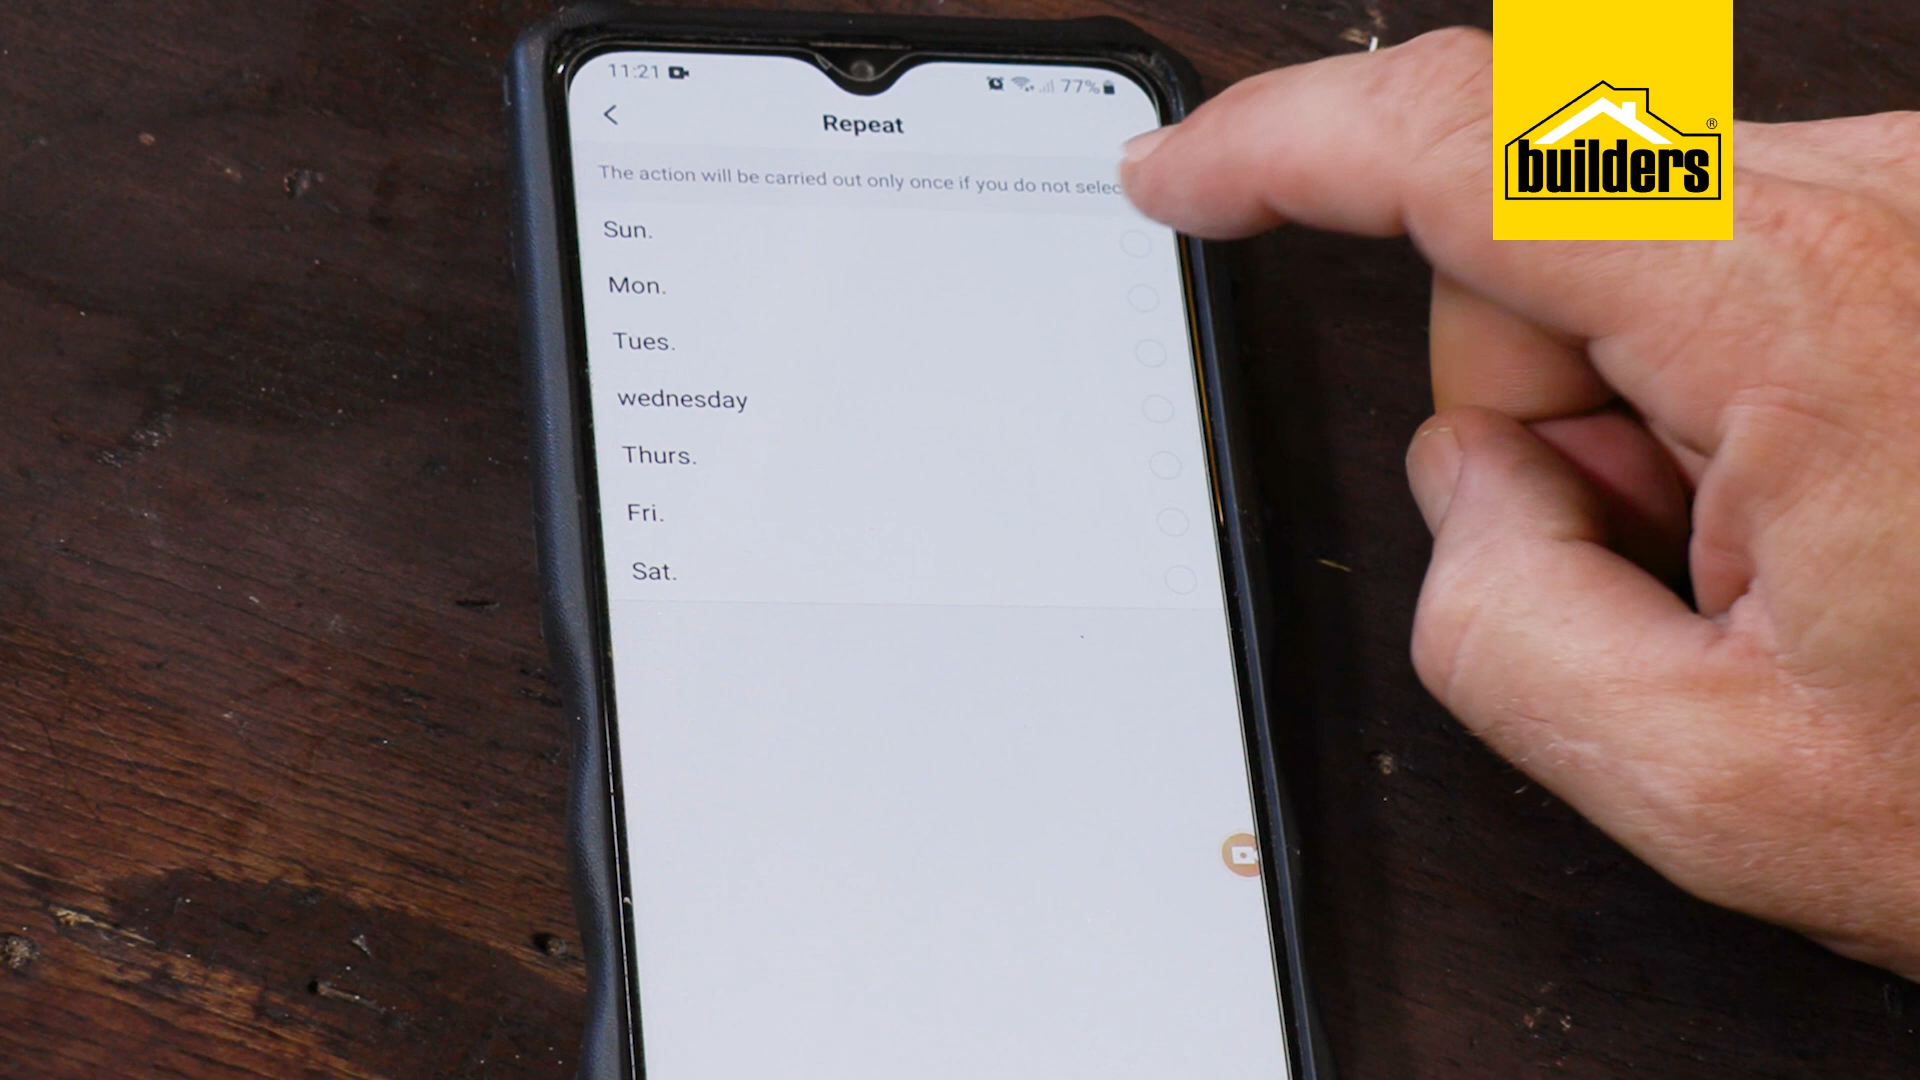 11:21
77%
Repeat
The action will be carried out only once if you do not selec
Sun.
Mon.
Tues.
wednesday
Thurs.
Fri.
Sat.
builders®